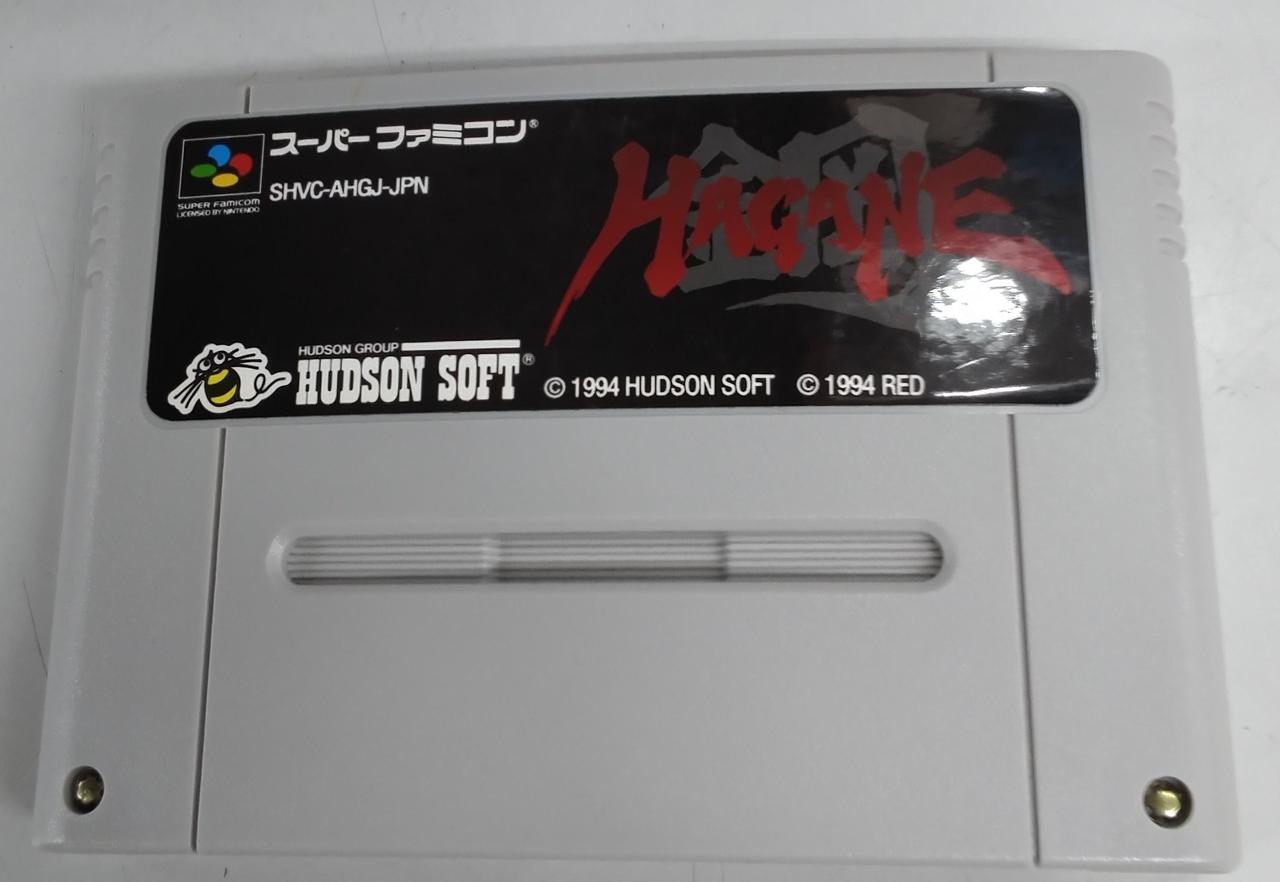 スーパーファミコン®
SHVC-AHGJ-JPN
SUPER FAMICOM
LICENSED BY NINTENDO
鋼
HAGANE
HUDSON GROUP
HUDSON SOFT®
© 1994 HUDSON SOFT © 1994 RED